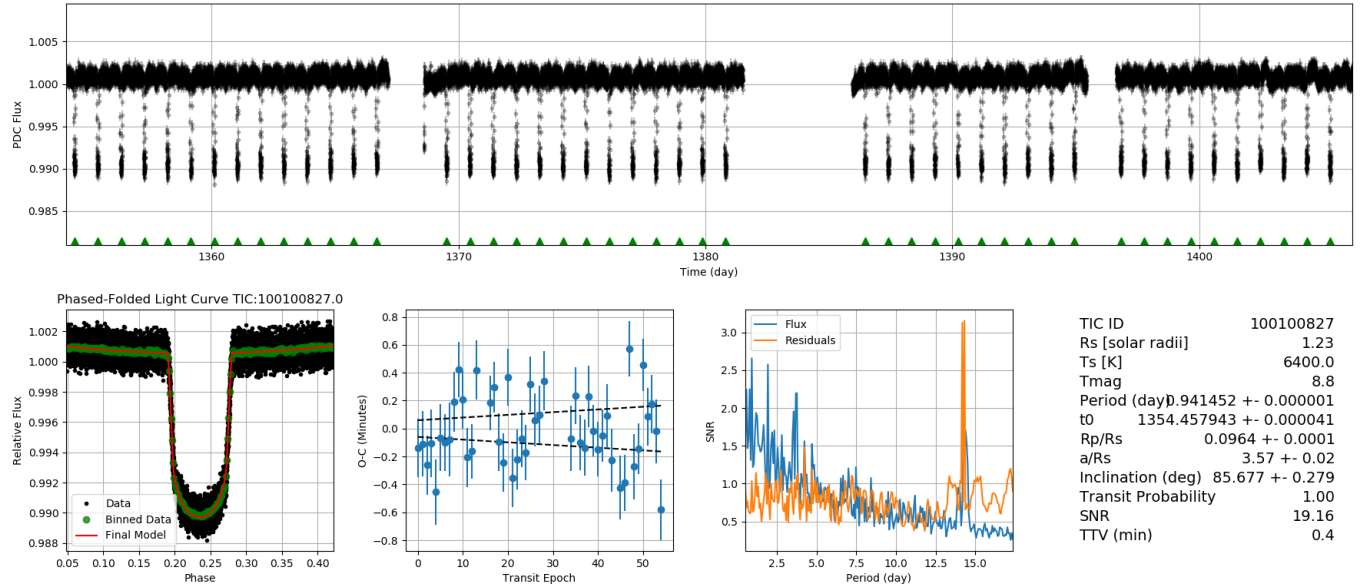 1.005
1.000
0.995
0.990
0.985
PDC Flux
1360
1370
1380
1390
1400
Time (day)
Phased-Folded Light Curve TIC:100100827.0
1.002
1.000
0.998
0.996
0.994
0.992
0.990
0.988
Relative Flux
Data
Binned Data
Final Model
0.05 0.10 0.15 0.20 0.25 0.30 0.35 0.40
Phase
0.8
0.6
0.4
0.2
0.0
−0.2
−0.4
−0.6
−0.8
O-C (Minutes)
0 10 20 30 40 50
Transit Epoch
3.0
2.5
2.0
1.5
1.0
0.5
SNR
Flux
Residuals
2.5 5.0 7.5 10.0 12.5 15.0
Period (day)
TIC ID 100100827
Rs [solar radii] 1.23
Ts [K] 6400.0
Tmag 8.8
Period (day) 0.941452 +- 0.000001
t0 1354.457943 +- 0.000041
Rp/Rs 0.0964 +- 0.0001
a/Rs 3.57 +- 0.02
Inclination (deg) 85.677 +- 0.279
Transit Probability 1.00
SNR 19.16
TTV (min) 0.4